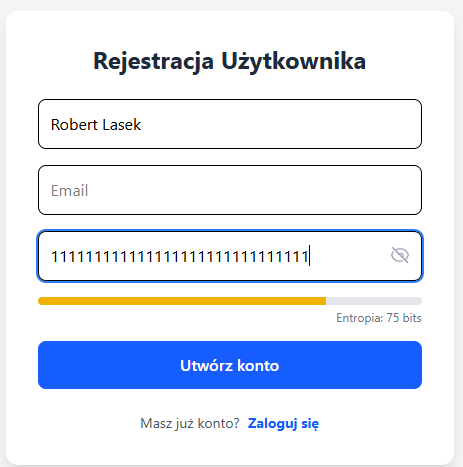 Rejestracja Użytkownika
Robert Lasek
Email
111111111111111111111111111111
Entropia: 75 bits
Utwórz konto
Masz już konto? Zaloguj się